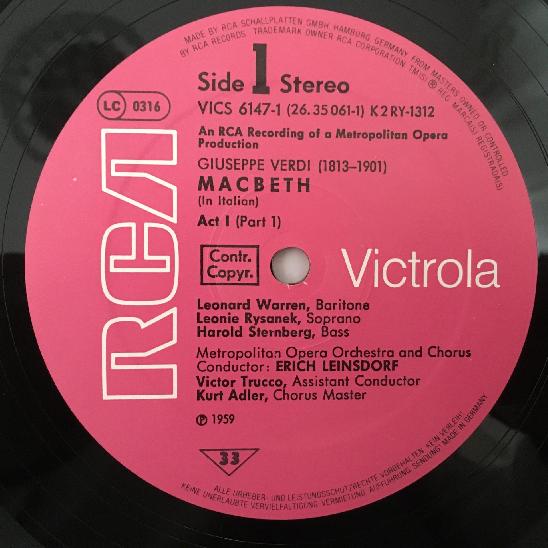 MADE BY RCA SCHALLPLATTEN GMBH HAMBURG, GERMANY FROM MASTERS OWNED OR CONTROLLED
BY RCA RECORDS. TRADEMARK OWNER RCA CORPORATION. TM(S) ® REG. MARCA(S) REGISTRADA(S)
Side 1 Stereo
LC 0316
VICS 6147-1 (26.35 061-1) K2 RY-1312
An RCA Recording of a Metropolitan Opera
Production
GIUSEPPE VERDI (1813–1901)
MACBETH
(In Italian)
Act I (Part 1)
RCA
Contr.
Copyr.
Victrola
Leonard Warren, Baritone
Leonie Rysanek, Soprano
Harold Sternberg, Bass
Metropolitan Opera Orchestra and Chorus
Conductor: ERICH LEINSDORF
Victor Trucco, Assistant Conductor
Kurt Adler, Chorus Master
℗ 1959
33
ALLE URHEBER- UND LEISTUNGSSCHUTZRECHTE VORBEHALTEN. KEIN VERLEIH!
KEINE UNERLAUBTE VERVIELFÄLTIGUNG, VERMIETUNG, AUFFÜHRUNG, SENDUNG! MADE IN GERMANY